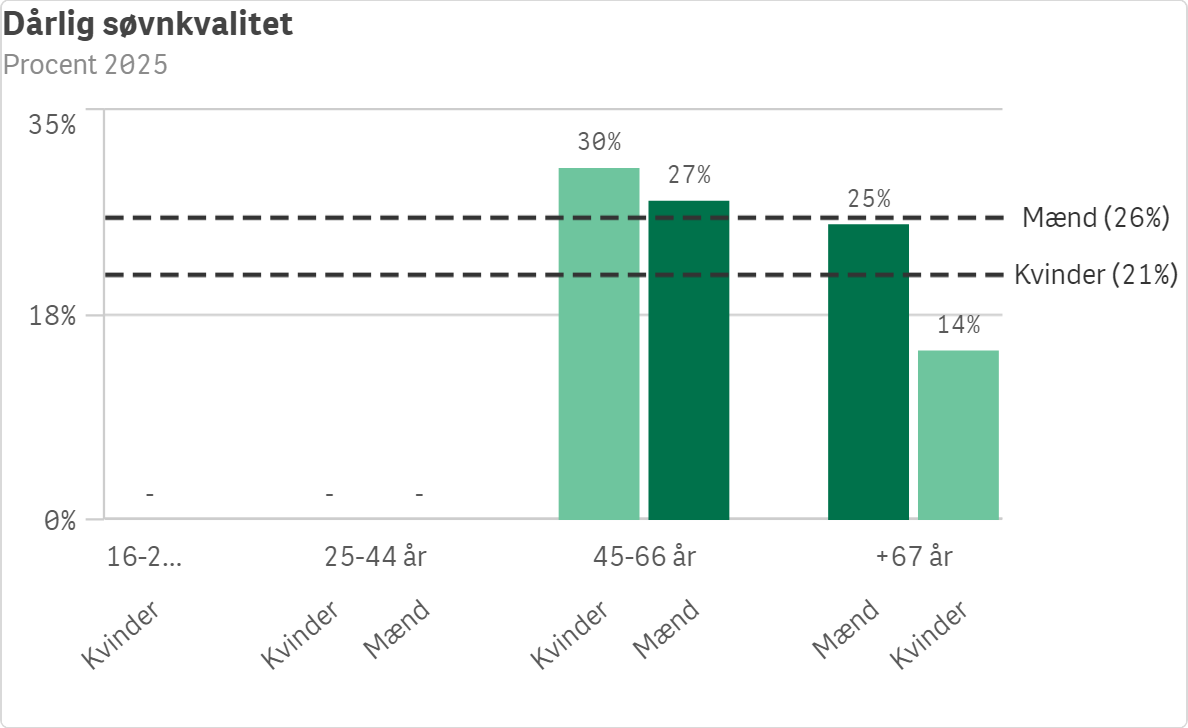 Dårlig søvnkvalitet
Procent 2025
35%
30%
27%
25%
Mænd (26%)
Kvinder (21%)
18%
14%
- - -
0%
16-2... 25-44 år 45-66 år +67 år
Kvinder Kvinder Mænd Kvinder Mænd Mænd Kvinder